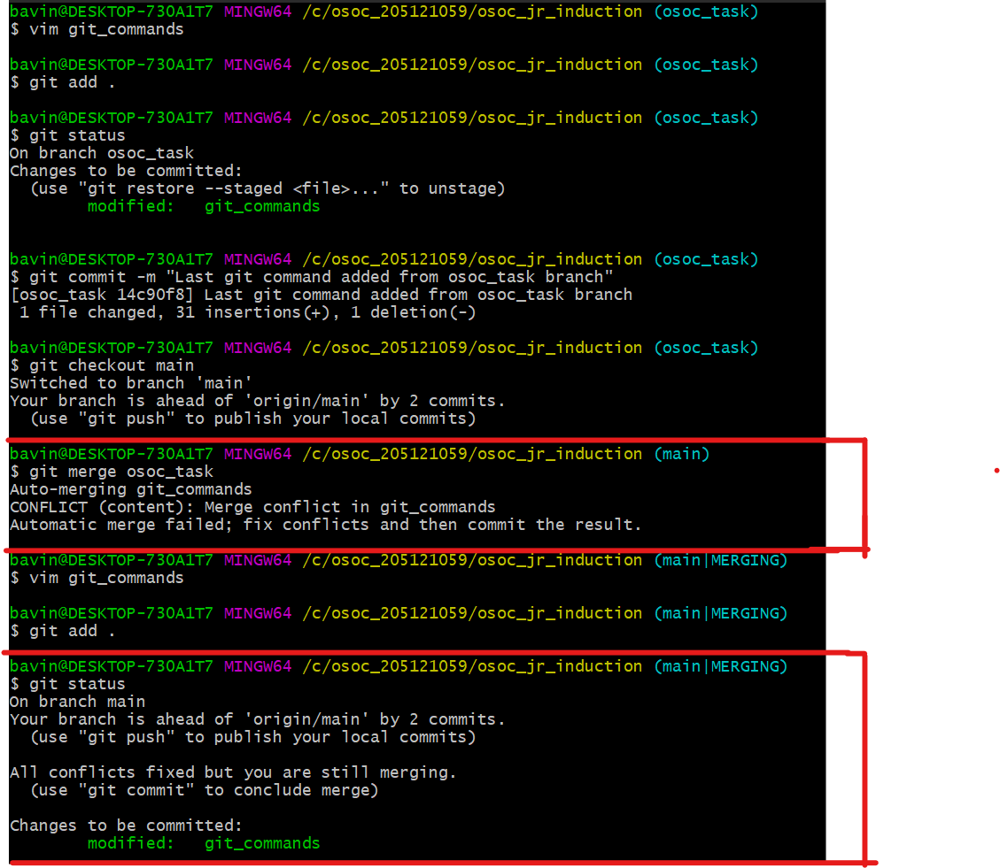 bavin@DESKTOP-730A1T7 MINGW64 /c/osoc_205121059/osoc_jr_induction (osoc_task)
$ vim git_commands
bavin@DESKTOP-730A1T7 MINGW64 /c/osoc_205121059/osoc_jr_induction (osoc_task)
$ git add .
bavin@DESKTOP-730A1T7 MINGW64 /c/osoc_205121059/osoc_jr_induction (osoc_task)
$ git status
On branch osoc_task
Changes to be committed:
  (use "git restore --staged <file>..." to unstage)
        modified:   git_commands
bavin@DESKTOP-730A1T7 MINGW64 /c/osoc_205121059/osoc_jr_induction (osoc_task)
$ git commit -m "Last git command added from osoc_task branch"
[osoc_task 14c90f8] Last git command added from osoc_task branch
 1 file changed, 31 insertions(+), 1 deletion(-)
bavin@DESKTOP-730A1T7 MINGW64 /c/osoc_205121059/osoc_jr_induction (osoc_task)
$ git checkout main
Switched to branch 'main'
Your branch is ahead of 'origin/main' by 2 commits.
  (use "git push" to publish your local commits)
bavin@DESKTOP-730A1T7 MINGW64 /c/osoc_205121059/osoc_jr_induction (main)
$ git merge osoc_task
Auto-merging git_commands
CONFLICT (content): Merge conflict in git_commands
Automatic merge failed; fix conflicts and then commit the result.
bavin@DESKTOP-730A1T7 MINGW64 /c/osoc_205121059/osoc_jr_induction (main|MERGING)
$ vim git_commands
bavin@DESKTOP-730A1T7 MINGW64 /c/osoc_205121059/osoc_jr_induction (main|MERGING)
$ git add .
bavin@DESKTOP-730A1T7 MINGW64 /c/osoc_205121059/osoc_jr_induction (main|MERGING)
$ git status
On branch main
Your branch is ahead of 'origin/main' by 2 commits.
  (use "git push" to publish your local commits)
All conflicts fixed but you are still merging.
  (use "git commit" to conclude merge)
Changes to be committed:
        modified:   git_commands